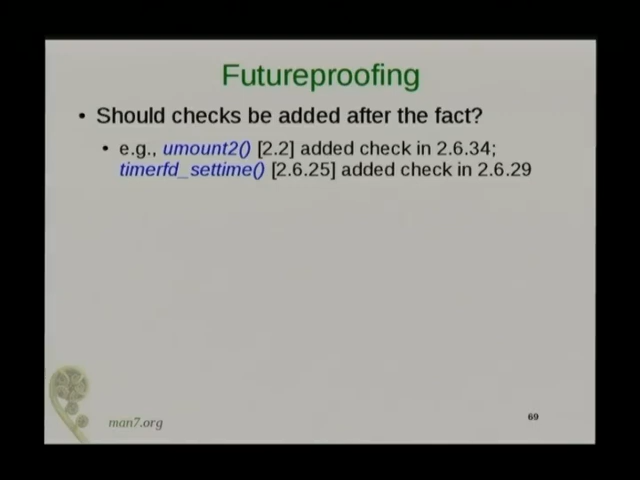 Futureproofing
• Should checks be added after the fact?
• e.g., umount2() [2.2] added check in 2.6.34;
timerfd_settime() [2.6.25] added check in 2.6.29
man7.org
69